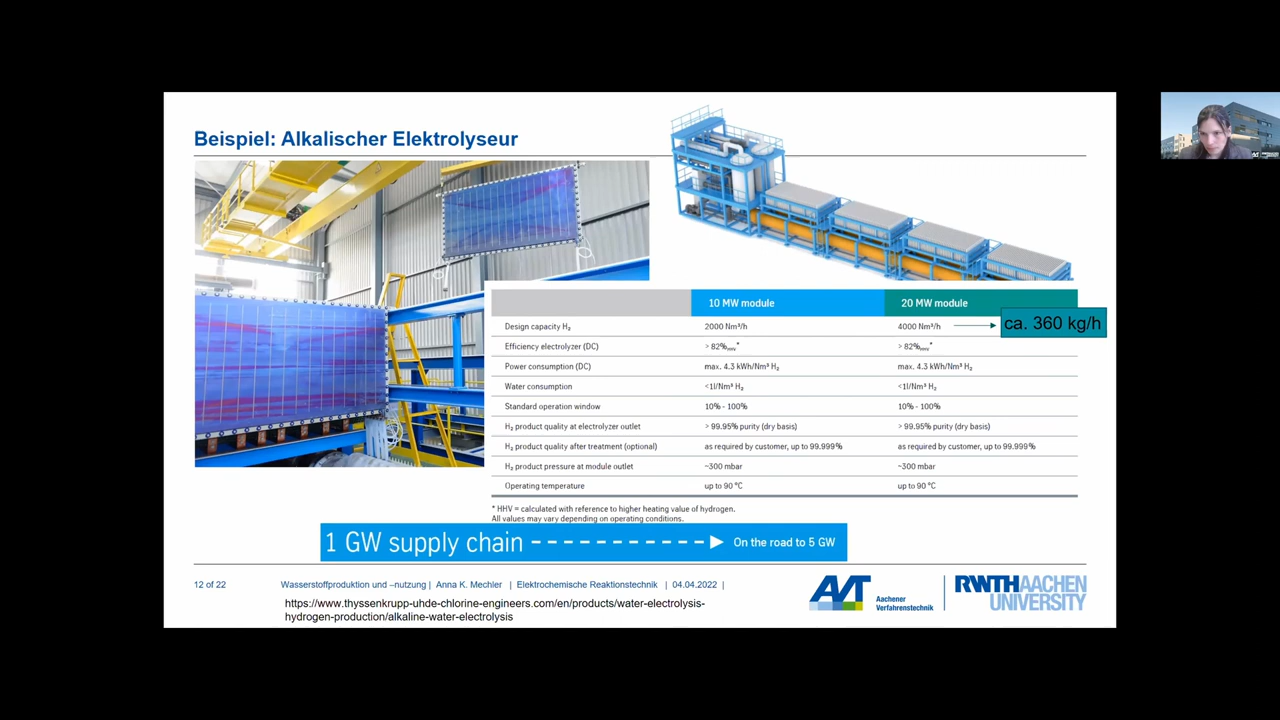 Beispiel: Alkalischer Elektrolyseur
10 MW module 20 MW module
Design capacity H₂ 2000 Nm³/h 4000 Nm³/h ca. 360 kg/h
Efficiency electrolyzer (DC) > 82%HHV* > 82%HHV*
Power consumption (DC) max. 4.3 kWh/Nm³ H₂ max. 4.3 kWh/Nm³ H₂
Water consumption <1l/Nm³ H₂ <1l/Nm³ H₂
Standard operation window 10% - 100% 10% - 100%
H₂ product quality at electrolyzer outlet > 99.95% purity (dry basis) > 99.95% purity (dry basis)
H₂ product quality after treatment (optional) as required by customer, up to 99.999% as required by customer, up to 99.999%
H₂ product pressure at module outlet ~300 mbar ~300 mbar
Operating temperature up to 90 °C up to 90 °C
* HHV = calculated with reference to higher heating value of hydrogen.
All values may vary depending on operating conditions.
1 GW supply chain On the road to 5 GW
12 of 22 Wasserstoffproduktion und –nutzung | Anna K. Mechler | Elektrochemische Reaktionstechnik | 04.04.2022 |
https://www.thyssenkrupp-uhde-chlorine-engineers.com/en/products/water-electrolysis-
hydrogen-production/alkaline-water-electrolysis
AVT
Aachener
Verfahrenstechnik
RWTH AACHEN
UNIVERSITY